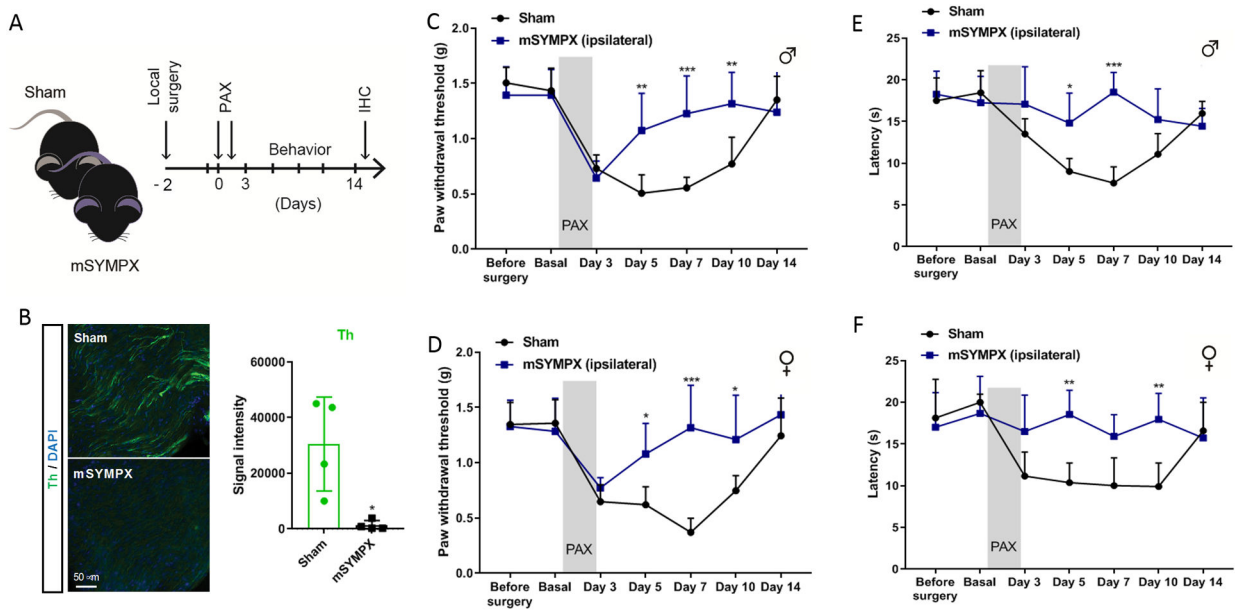 A
Sham
mSYMPX
Local
surgery
PAX
IHC
Behavior
- 2
0
3
14
(Days)
B
Th / DAPI
Sham
mSYMPX
50 ∝m
Th
Signal intensity
60000
40000
20000
0
*
Sham
mSYMPX
C
Sham
mSYMPX (ipsilateral)
♂
Paw withdrawal threshold (g)
2.0
1.5
1.0
0.5
0.0
** *** **
PAX
Before
surgery
Basal Day 3 Day 5 Day 7 Day 10 Day 14
D
Sham
mSYMPX (ipsilateral)
♀
Paw withdrawal threshold (g)
2.0
1.5
1.0
0.5
0.0
* *** *
PAX
Before
surgery
Basal Day 3 Day 5 Day 7 Day 10 Day 14
E
Sham
mSYMPX (ipsilateral)
♂
Latency (s)
25
20
15
10
5
0
* ***
PAX
Before
surgery
Basal Day 3 Day 5 Day 7 Day 10 Day 14
F
Sham
mSYMPX (ipsilateral)
♀
Latency (s)
25
20
15
10
5
0
** **
PAX
Before
surgery
Basal Day 3 Day 5 Day 7 Day 10 Day 14